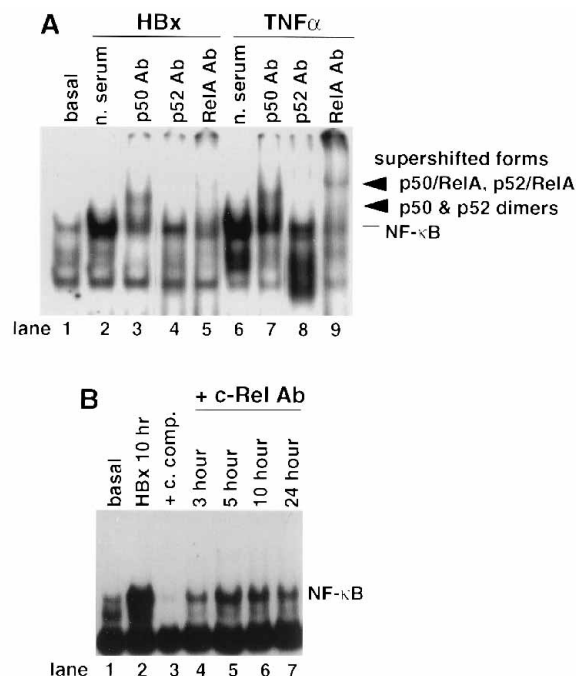 A
HBx TNFα
basal n. serum p50 Ab p52 Ab RelA Ab n. serum p50 Ab p52 Ab RelA Ab
supershifted forms
p50/RelA, p52/RelA
p50 & p52 dimers
NF-κB
lane 1 2 3 4 5 6 7 8 9
B
+ c-Rel Ab
basal HBx 10 hr + c. comp. 3 hour 5 hour 10 hour 24 hour
NF-κB
lane 1 2 3 4 5 6 7